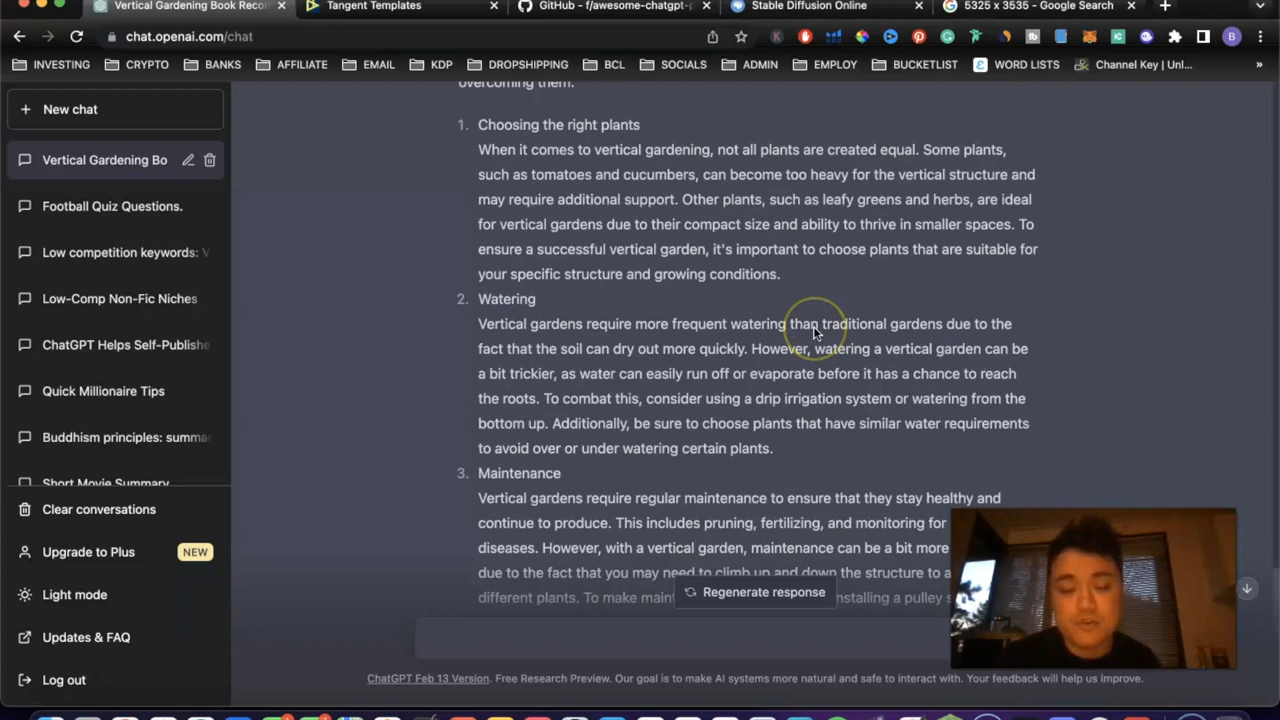 Vertical Gardening Book Recon
Tangent Templates
GitHub - f/awesome-chatgpt-p
Stable Diffusion Online
5325 x 3535 - Google Search
chat.openai.com/chat
B
INVESTING
CRYPTO
BANKS
AFFILIATE
EMAIL
KDP
DROPSHIPPING
BCL
SOCIALS
ADMIN
EMPLOY
BUCKETLIST
WORD LISTS
Channel Key | Unl...
New chat
Vertical Gardening Bo
Football Quiz Questions.
Low competition keywords: V
Low-Comp Non-Fic Niches
ChatGPT Helps Self-Publishe
Quick Millionaire Tips
Buddhism principles: summa
Short Movie Summary
Clear conversations
Upgrade to Plus NEW
Light mode
Updates & FAQ
Log out
overcoming them.
1. Choosing the right plants
When it comes to vertical gardening, not all plants are created equal. Some plants,
such as tomatoes and cucumbers, can become too heavy for the vertical structure and
may require additional support. Other plants, such as leafy greens and herbs, are ideal
for vertical gardens due to their compact size and ability to thrive in smaller spaces. To
ensure a successful vertical garden, it's important to choose plants that are suitable for
your specific structure and growing conditions.
2. Watering
Vertical gardens require more frequent watering than traditional gardens due to the
fact that the soil can dry out more quickly. However, watering a vertical garden can be
a bit trickier, as water can easily run off or evaporate before it has a chance to reach
the roots. To combat this, consider using a drip irrigation system or watering from the
bottom up. Additionally, be sure to choose plants that have similar water requirements
to avoid over or under watering certain plants.
3. Maintenance
Vertical gardens require regular maintenance to ensure that they stay healthy and
continue to produce. This includes pruning, fertilizing, and monitoring for
diseases. However, with a vertical garden, maintenance can be a bit more
due to the fact that you may need to climb up and down the structure to a
different plants. To make main
nstalling a pulley s
Regenerate response
ChatGPT Feb 13 Version. Free Research Preview. Our goal is to make AI systems more natural and safe to interact with. Your feedback will help us improve.